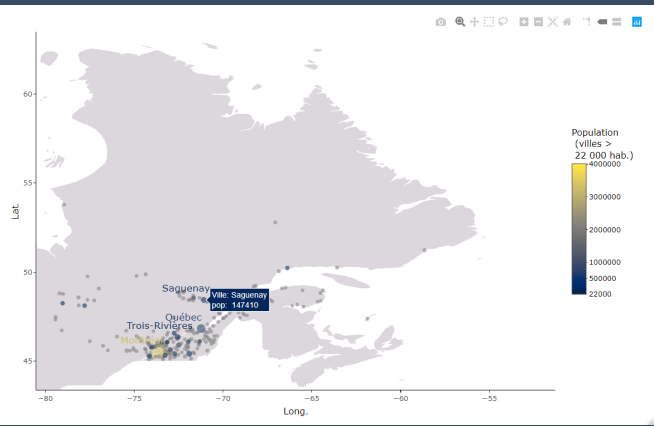 60
55
50
45
−80
−75
−70
−65
−60
−55
Lat.
Long.
Saguenay
Ville: Saguenay
pop: 147410
Québec
Trois-Rivières
Population
(villes >
22 000 hab.)
4000000
3000000
2000000
1000000
500000
22000